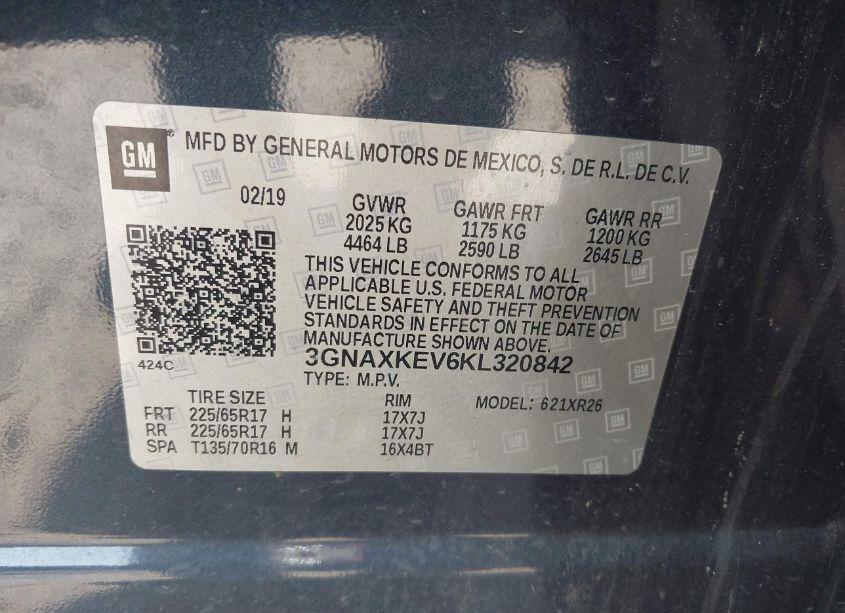 GM
MFD BY GENERAL MOTORS DE MEXICO, S. DE R.L. DE C.V.
02/19
GVWR GAWR FRT GAWR RR
2025 KG 1175 KG 1200 KG
4464 LB 2590 LB 2645 LB
THIS VEHICLE CONFORMS TO ALL
APPLICABLE U.S. FEDERAL MOTOR
VEHICLE SAFETY AND THEFT PREVENTION
STANDARDS IN EFFECT ON THE DATE OF
MANUFACTURE SHOWN ABOVE.
424C
3GNAXKEV6KL320842
TYPE: M.P.V.
TIRE SIZE RIM MODEL: 621XR26
FRT 225/65R17 H 17X7J
RR 225/65R17 H 17X7J
SPA T135/70R16 M 16X4BT